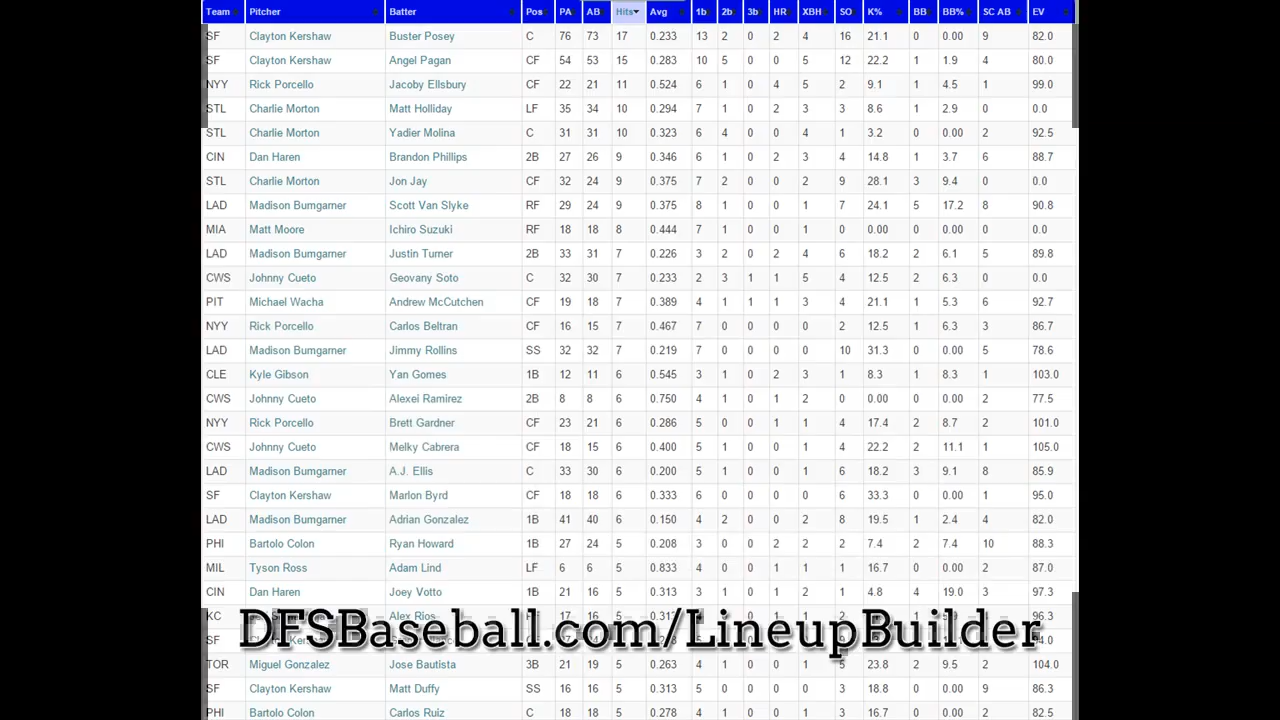 Team Pitcher Batter Pos PA AB Hits Avg 1b 2b 3b HR XBH SO K% BB BB% SC AB EV
SF Clayton Kershaw Buster Posey C 76 73 17 0.233 13 2 0 2 4 16 21.1 0 0.00 9 82.0
SF Clayton Kershaw Angel Pagan CF 54 53 15 0.283 10 5 0 0 5 12 22.2 1 1.9 4 80.0
NYY Rick Porcello Jacoby Ellsbury CF 22 21 11 0.524 6 1 0 4 5 2 9.1 1 4.5 1 99.0
STL Charlie Morton Matt Holliday LF 35 34 10 0.294 7 1 0 2 3 3 8.6 1 2.9 0 0.0
STL Charlie Morton Yadier Molina C 31 31 10 0.323 6 4 0 0 4 1 3.2 0 0.00 2 92.5
CIN Dan Haren Brandon Phillips 2B 27 26 9 0.346 6 1 0 2 3 4 14.8 1 3.7 6 88.7
STL Charlie Morton Jon Jay CF 32 24 9 0.375 7 2 0 0 2 9 28.1 3 9.4 0 0.0
LAD Madison Bumgarner Scott Van Slyke RF 29 24 9 0.375 8 1 0 0 1 7 24.1 5 17.2 8 90.8
MIA Matt Moore Ichiro Suzuki RF 18 18 8 0.444 7 1 0 0 1 0 0.00 0 0.00 0 0.0
LAD Madison Bumgarner Justin Turner 2B 33 31 7 0.226 3 2 0 2 4 6 18.2 2 6.1 5 89.8
CWS Johnny Cueto Geovany Soto C 32 30 7 0.233 2 3 1 1 5 4 12.5 2 6.3 0 0.0
PIT Michael Wacha Andrew McCutchen CF 19 18 7 0.389 4 1 1 1 3 4 21.1 1 5.3 6 92.7
NYY Rick Porcello Carlos Beltran CF 16 15 7 0.467 7 0 0 0 0 2 12.5 1 6.3 3 86.7
LAD Madison Bumgarner Jimmy Rollins SS 32 32 7 0.219 7 0 0 0 0 10 31.3 0 0.00 5 78.6
CLE Kyle Gibson Yan Gomes 1B 12 11 6 0.545 3 1 0 2 3 1 8.3 1 8.3 1 103.0
CWS Johnny Cueto Alexei Ramirez 2B 8 8 6 0.750 4 1 0 1 2 0 0.00 0 0.00 2 77.5
NYY Rick Porcello Brett Gardner CF 23 21 6 0.286 5 0 0 1 1 4 17.4 2 8.7 2 101.0
CWS Johnny Cueto Melky Cabrera CF 18 15 6 0.400 5 1 0 0 1 4 22.2 2 11.1 1 105.0
LAD Madison Bumgarner A.J. Ellis C 33 30 6 0.200 5 1 0 0 1 6 18.2 3 9.1 8 85.9
SF Clayton Kershaw Marlon Byrd CF 18 18 6 0.333 6 0 0 0 0 6 33.3 0 0.00 1 95.0
LAD Madison Bumgarner Adrian Gonzalez 1B 41 40 6 0.150 4 2 0 0 2 8 19.5 1 2.4 4 82.0
PHI Bartolo Colon Ryan Howard 1B 27 24 5 0.208 3 0 0 2 2 2 7.4 2 7.4 10 88.3
MIL Tyson Ross Adam Lind LF 6 6 5 0.833 4 0 0 1 1 1 16.7 0 0.00 2 87.0
CIN Dan Haren Joey Votto 1B 21 16 5 0.313 3 1 0 1 2 1 4.8 4 19.0 3 97.3
KC Alex Rios 17 16 96.3
DFSBaseball.com/LineupBuilder
SF
TOR Miguel Gonzalez Jose Bautista 3B 21 19 5 0.263 4 1 0 0 1 5 23.8 2 9.5 2 104.0
SF Clayton Kershaw Matt Duffy SS 16 16 5 0.313 5 0 0 0 0 3 18.8 0 0.00 9 86.3
PHI Bartolo Colon Carlos Ruiz C 18 18 5 0.278 4 1 0 0 1 3 16.7 0 0.00 2 82.5